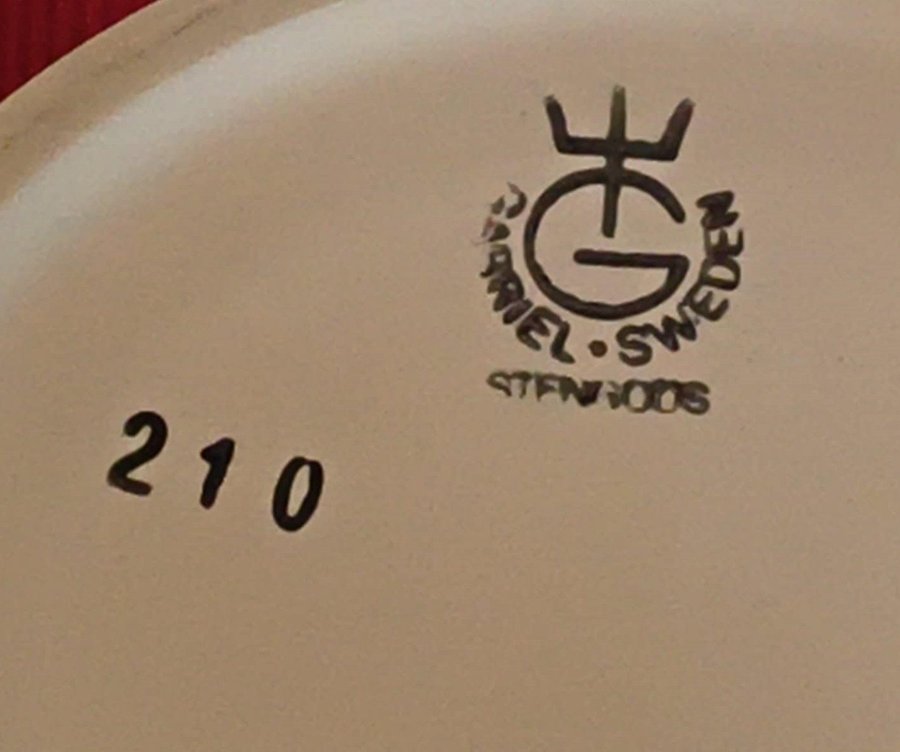 GABRIEL · SWEDEN
STENGODS
210